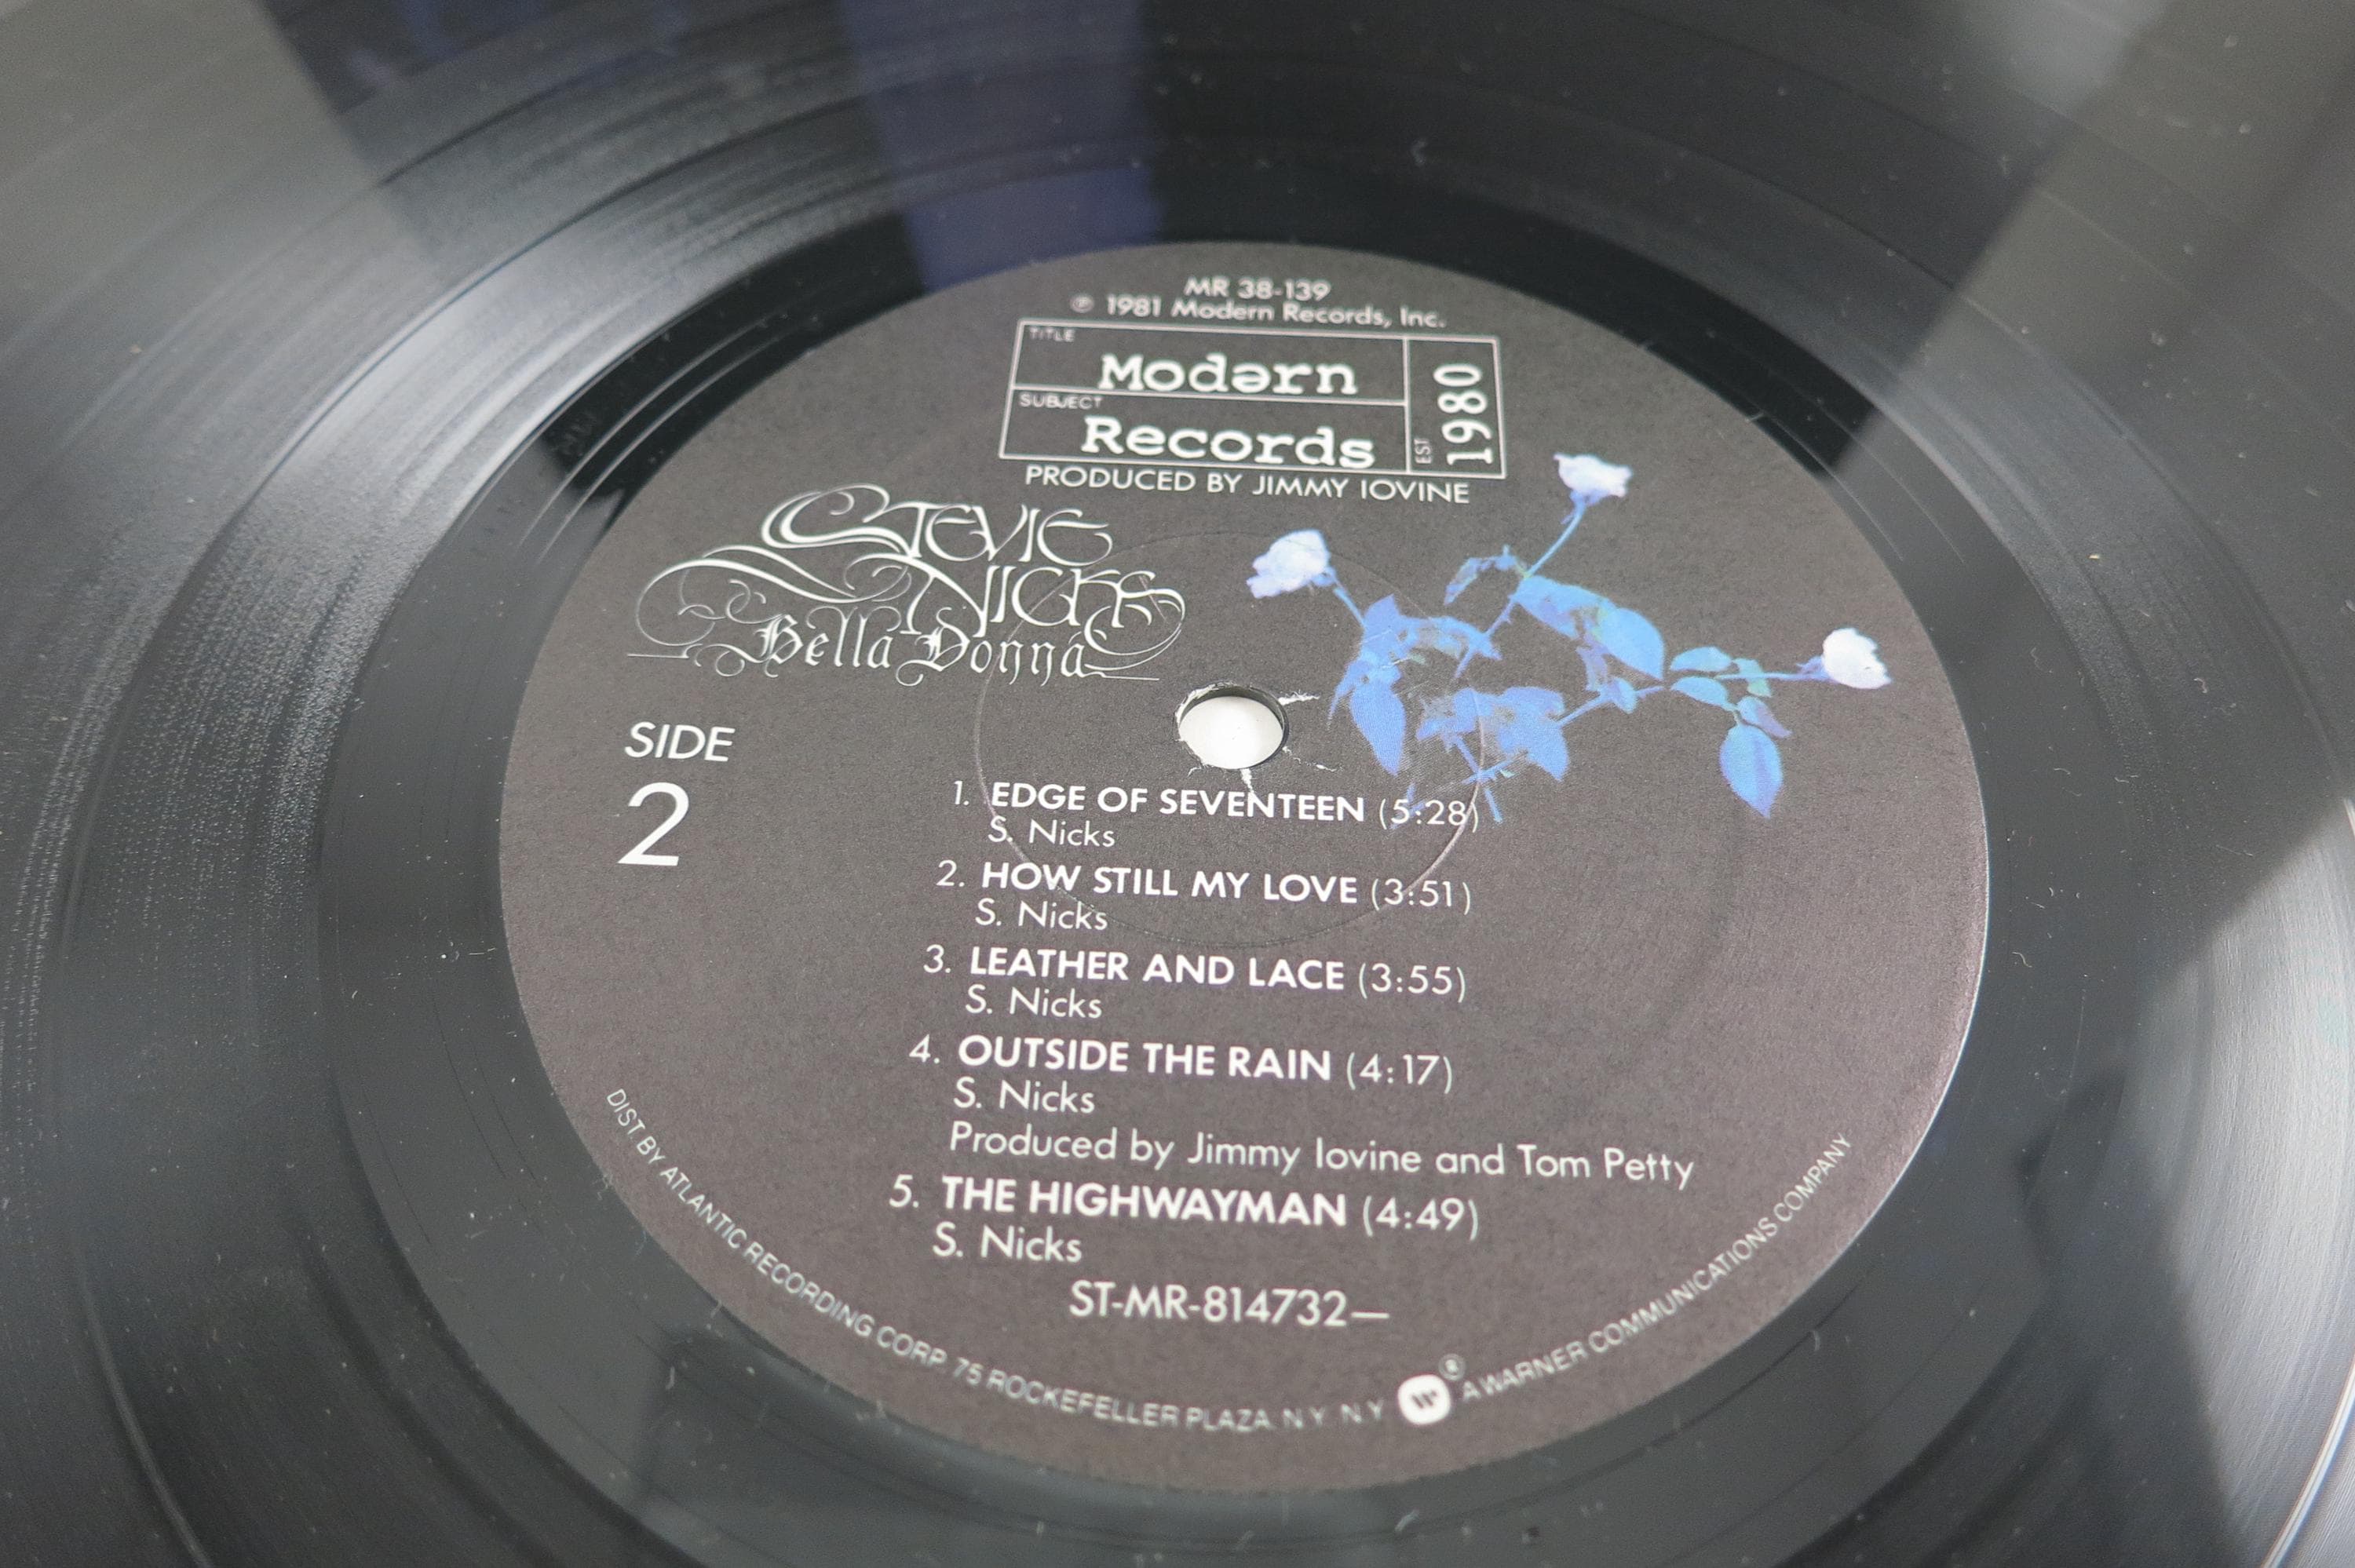 MR 38-139
℗ 1981 Modern Records, Inc.
TITLE
Modərn
SUBJECT
Records
EST 1980
PRODUCED BY JIMMY IOVINE
STEVIE
NICKS
Bella Donna
SIDE
2
1. EDGE OF SEVENTEEN (5:28)
S. Nicks
2. HOW STILL MY LOVE (3:51)
S. Nicks
3. LEATHER AND LACE (3:55)
S. Nicks
4. OUTSIDE THE RAIN (4:17)
S. Nicks
Produced by Jimmy Iovine and Tom Petty
5. THE HIGHWAYMAN (4:49)
S. Nicks
ST-MR-814732—
DIST. BY ATLANTIC RECORDING CORP. 75 ROCKEFELLER PLAZA. N.Y. N.Y. W ® A WARNER COMMUNICATIONS COMPANY